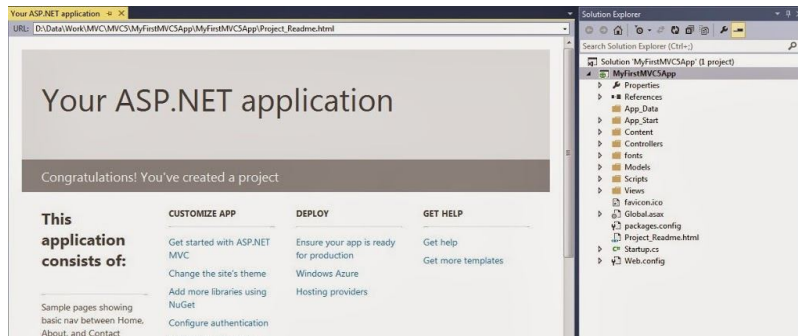 Your ASP.NET application
URL: D:\Data\Work\MVC\MVC5\MyFirstMVC5App\MyFirstMVC5App\Project_Readme.html
Your ASP.NET application
Congratulations! You've created a project
This
application
consists of:
Sample pages showing
basic nav between Home,
About, and Contact
CUSTOMIZE APP
Get started with ASP.NET
MVC
Change the site's theme
Add more libraries using
NuGet
Configure authentication
DEPLOY
Ensure your app is ready
for production
Windows Azure
Hosting providers
GET HELP
Get help
Get more templates
Solution Explorer
Search Solution Explorer (Ctrl+;)
Solution 'MyFirstMVC5App' (1 project)
MyFirstMVC5App
Properties
References
App_Data
App_Start
Content
Controllers
fonts
Models
Scripts
Views
favicon.ico
Global.asax
packages.config
Project_Readme.html
Startup.cs
Web.config